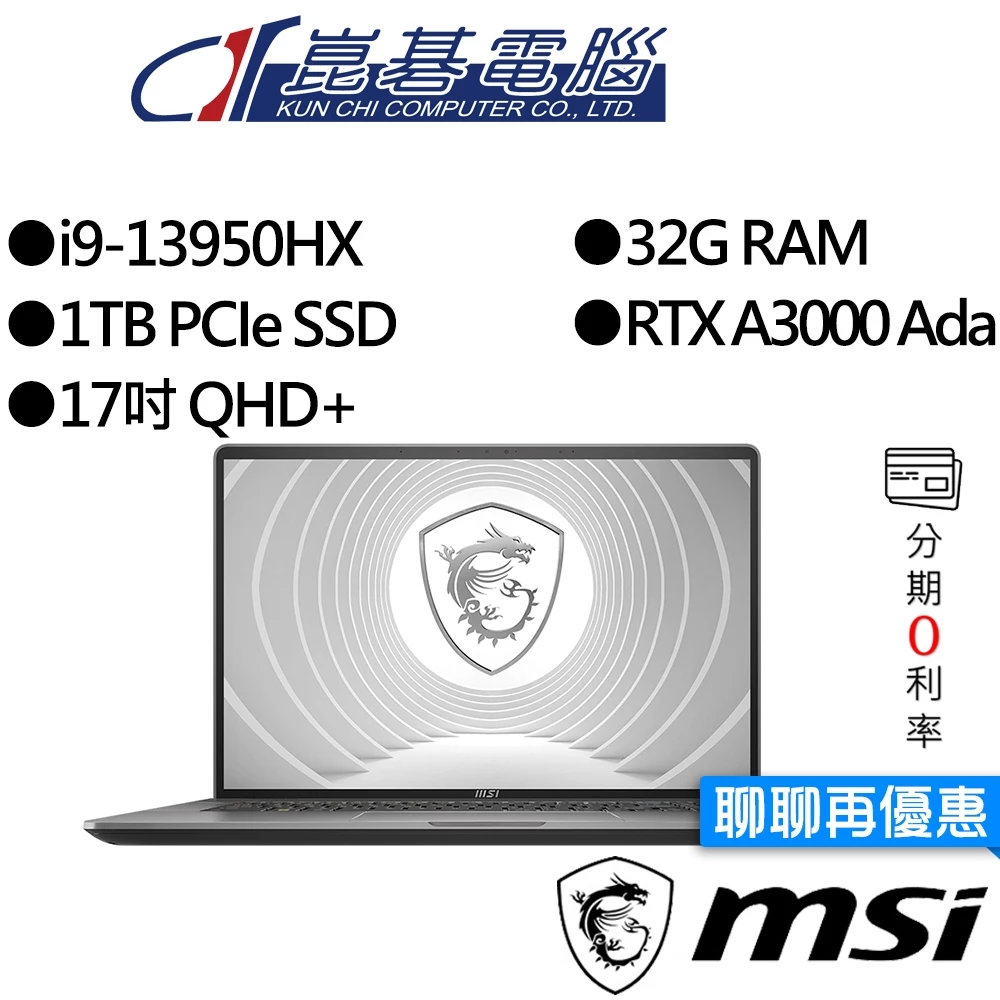 崑碁電腦
KUN CHI COMPUTER CO., LTD.
●i9-13950HX
●32G RAM
●1TB PCIe SSD
●RTX A3000 Ada
●17吋 QHD+
分期0利率
msi
聊聊再優惠
msi